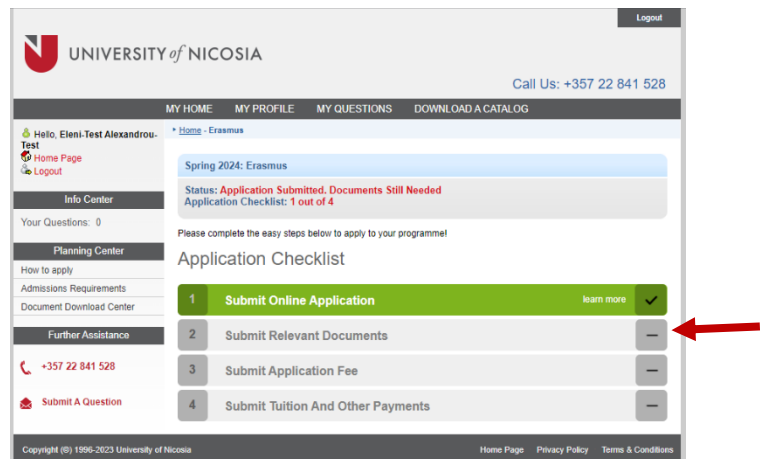 Logout
UNIVERSITY of NICOSIA
Call Us: +357 22 841 528
MY HOME MY PROFILE MY QUESTIONS DOWNLOAD A CATALOG
Hello, Eleni-Test Alexandrou-
Test
Home Page
Logout
Info Center
Your Questions: 0
Planning Center
How to apply
Admissions Requirements
Document Download Center
Further Assistance
+357 22 841 528
Submit A Question
Home - Erasmus
Spring 2024: Erasmus
Status: Application Submitted. Documents Still Needed
Application Checklist: 1 out of 4
Please complete the easy steps below to apply to your programme!
Application Checklist
1 Submit Online Application learn more
2 Submit Relevant Documents
3 Submit Application Fee
4 Submit Tuition And Other Payments
Copyright (©) 1996-2023 University of Nicosia
Home Page Privacy Policy Terms & Conditions